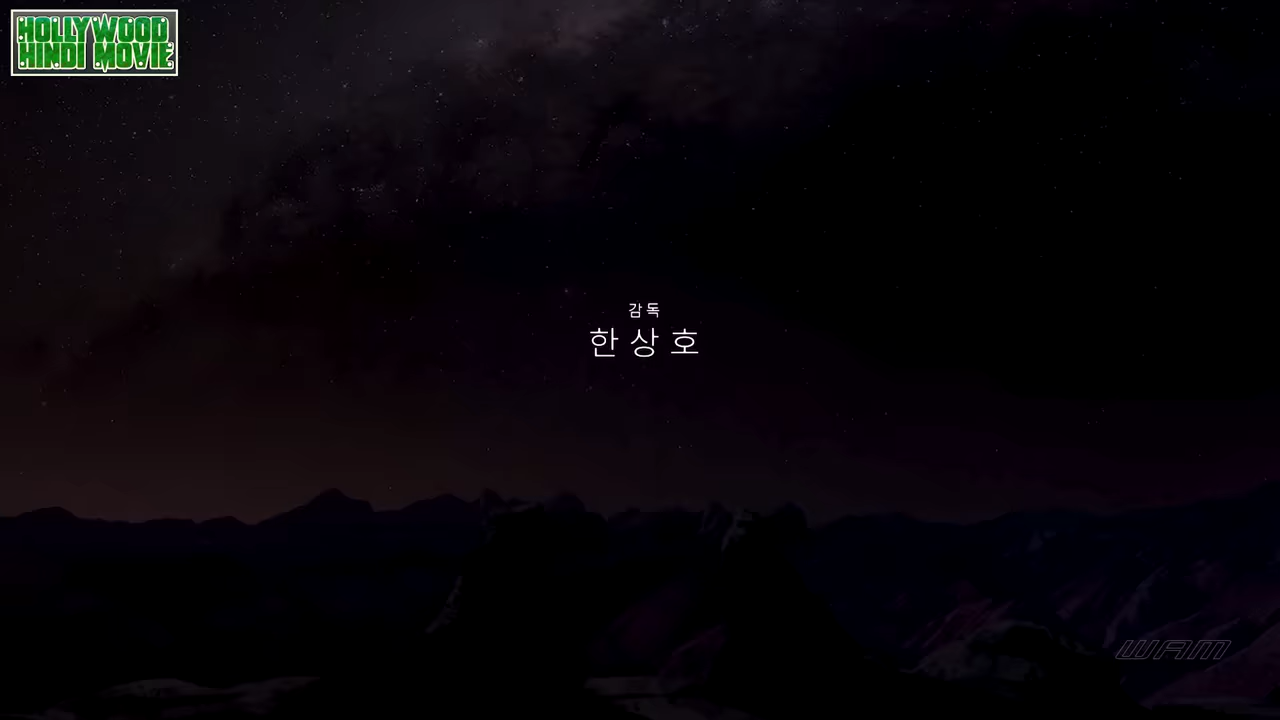 HOLLYWOOD
HINDI MOVIE
감독
한상호
WAM